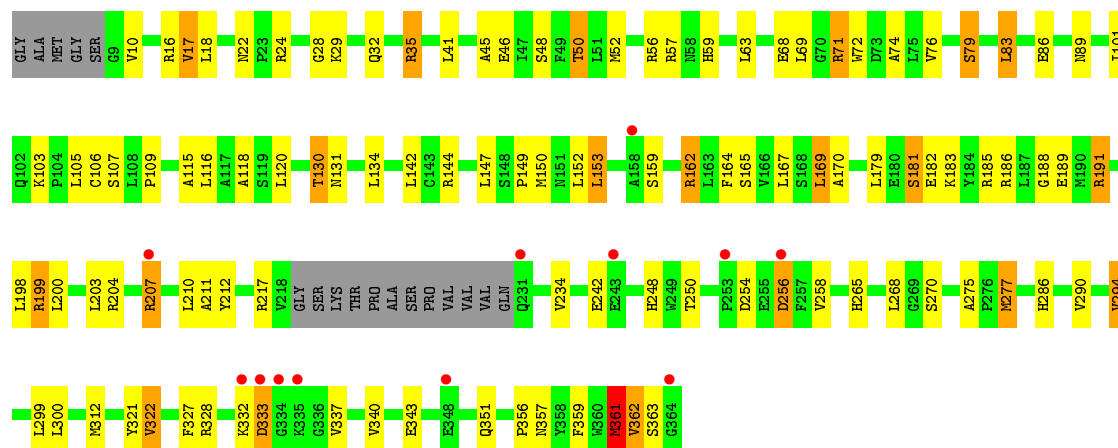 GLY ALA MET GLY SER G9 V10 R16 V17 L18 N22 P23 R24 G28 K29 Q32 R35 L41 A45 E46 I47 S48 F49 T50 L51 M52 R56 R57 N58 H59 L63 E68 L69 G70 R71 W72 D73 A74 L75 V76 S79 L83 E86 N89 I101
Q102 K103 P104 L105 C106 S107 L108 P109 A115 L116 A117 A118 S119 L120 T130 N131 L134 L142 C143 R144 L147 S148 P149 M150 N151 L152 L153 A158 S159 R162 L163 F164 S165 V166 L167 S168 L169 A170 L179 E180 S181 E182 K183 Y184 R185 R186 L187 G188 E189 M190 R191
L198 R199 L200 L203 R204 R207 L210 A211 Y212 R217 V218 GLY SER LYS THR PRO ALA SER PRO VAL VAL VAL GLN Q231 V234 E242 E243 H248 W249 T250 P253 D254 E255 D256 F257 V258 H265 L268 G269 S270 A275 P276 M277 H286 V290
L299 L300 M312 Y321 V322 F327 R328 K332 D333 G334 K335 G336 V337 V340 E343 E348 Q351 P356 N357 Y358 F359 W360 M361 V362 S363 G364